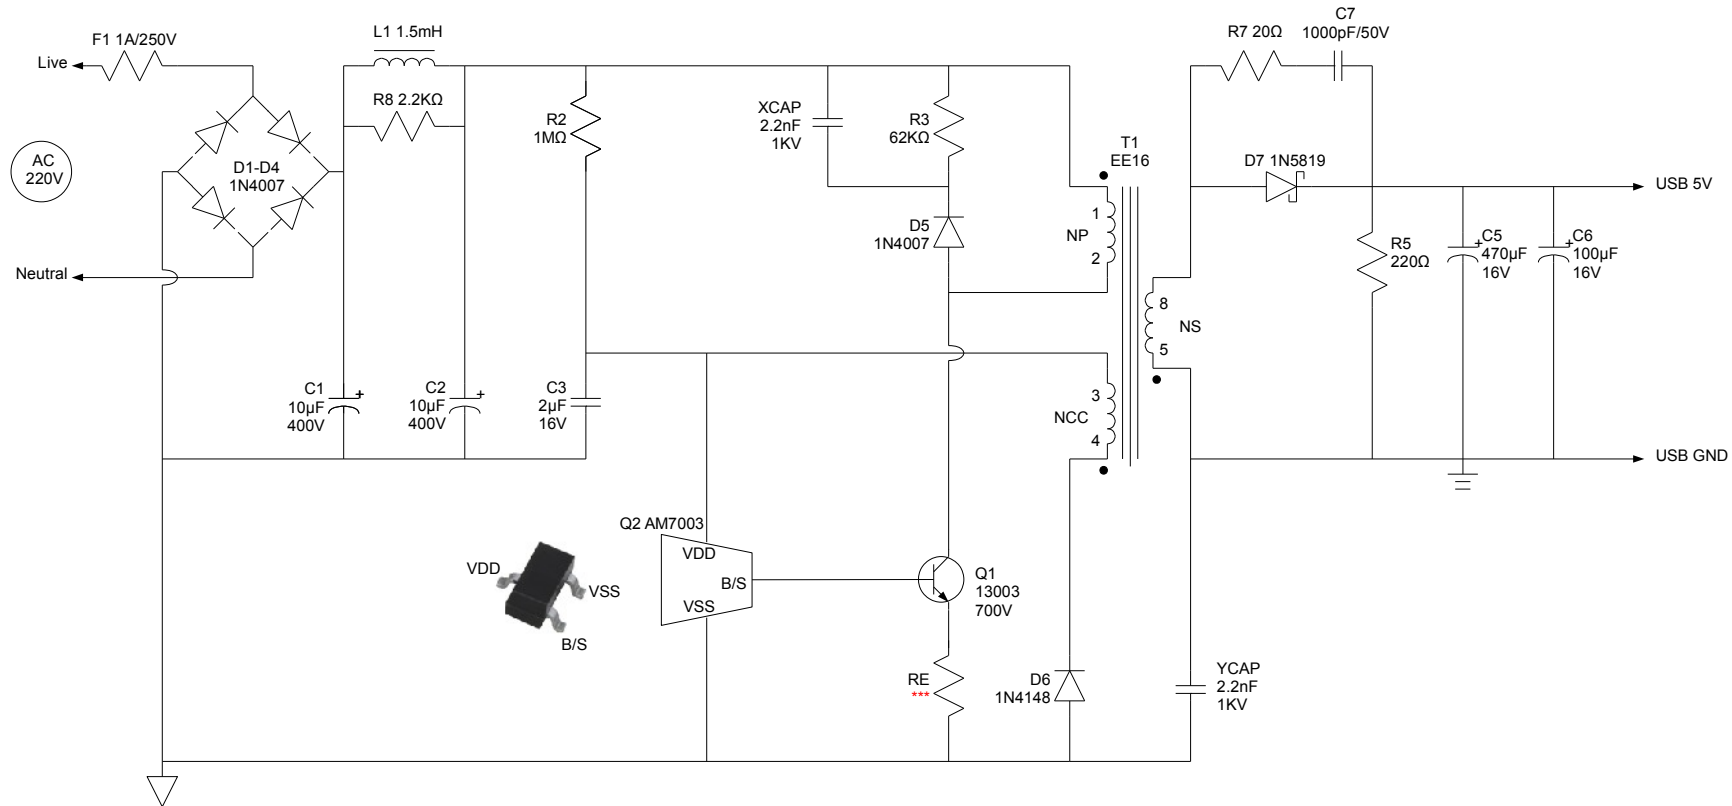 F1 1A/250V
Live
AC
220V
Neutral
D1-D4
1N4007
L1 1.5mH
R8 2.2KΩ
C1
10µF
400V
+
C2
10µF
400V
+
R2
1MΩ
C3
2µF
16V
XCAP
2.2nF
1KV
R3
62KΩ
D5
1N4007
T1
EE16
1
NP
2
3
NCC
4
8
NS
5
R7 20Ω
C7
1000pF/50V
D7 1N5819
R5
220Ω
+
C5
470µF
16V
+
C6
100µF
16V
USB 5V
USB GND
Q2 AM7003
VDD
B/S
VSS
VDD
VSS
B/S
Q1
13003
700V
RE
***
D6
1N4148
YCAP
2.2nF
1KV